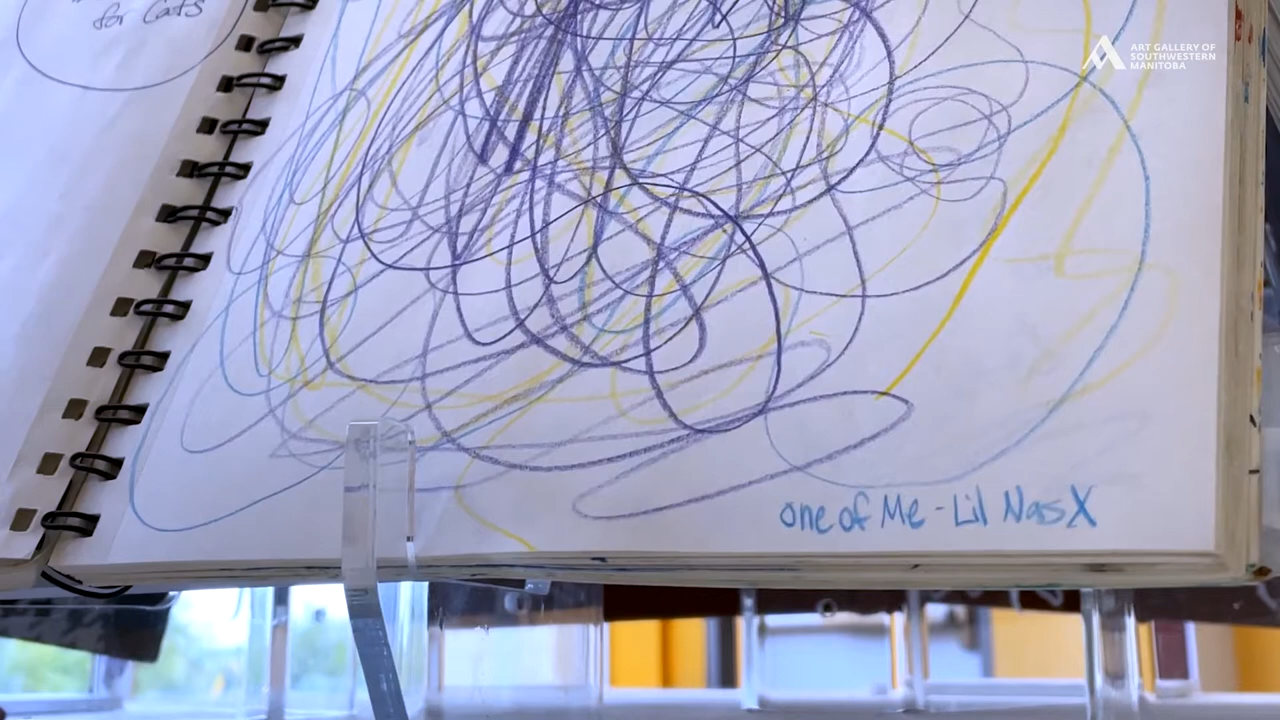 for Cats
ART GALLERY OF
SOUTHWESTERN
MANITOBA
one of Me - Lil Nas X